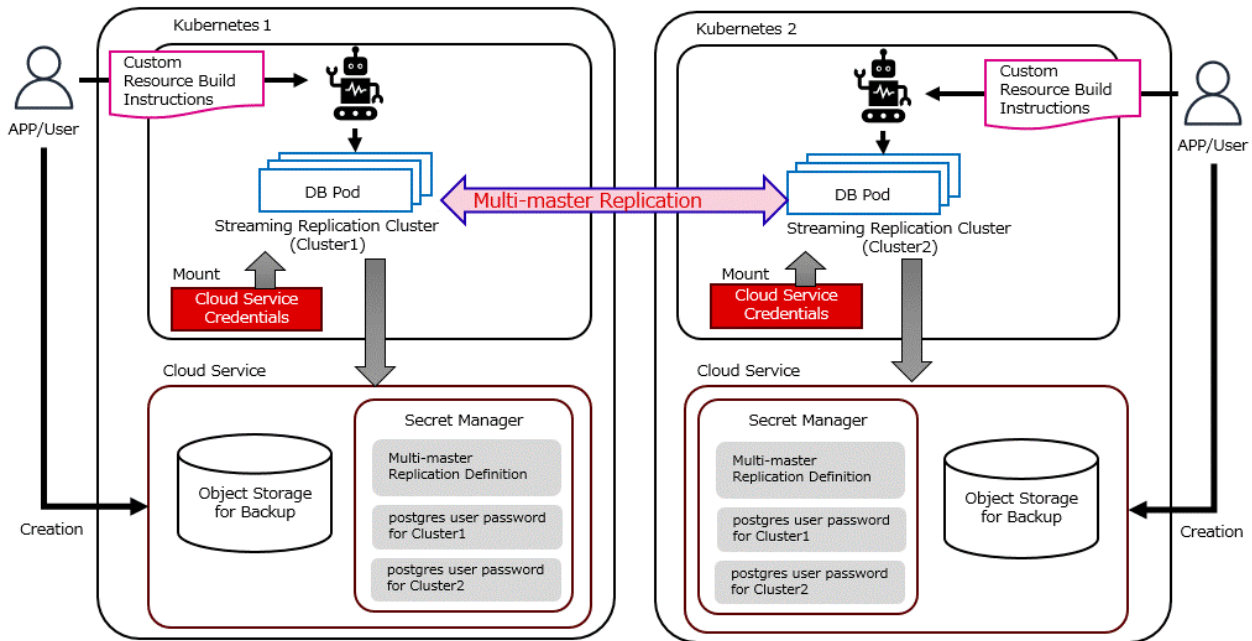 Kubernetes 1
Custom
Resource Build
Instructions
APP/User
DB Pod
Streaming Replication Cluster
(Cluster1)
Mount
Cloud Service
Credentials
Multi-master Replication
Cloud Service
Object Storage
for Backup
Secret Manager
Multi-master
Replication Definition
postgres user password
for Cluster1
postgres user password
for Cluster2
Creation
Kubernetes 2
Custom
Resource Build
Instructions
APP/User
DB Pod
Streaming Replication Cluster
(Cluster2)
Mount
Cloud Service
Credentials
Cloud Service
Secret Manager
Multi-master
Replication Definition
postgres user password
for Cluster1
postgres user password
for Cluster2
Object Storage
for Backup
Creation